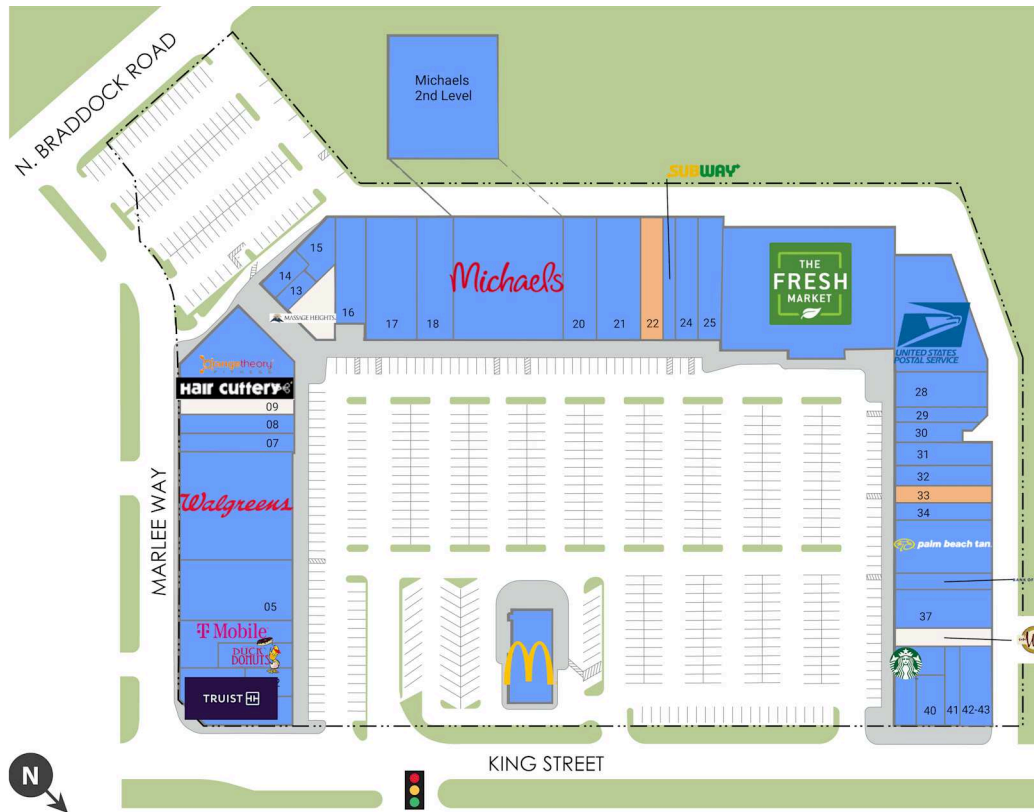 N. BRADDOCK ROAD
Michaels
2nd Level
SUBWAY
15
14
13
MASSAGE HEIGHTS
16
17
18
Michaels
20
21
22
24
25
THE
FRESH
MARKET
UNITED STATES
POSTAL SERVICE
28
29
30
31
32
33
34
palm beach tan
37
40
41
42-43
orangetheory
FITNESS
Hair Cuttery
09
08
07
Walgreens
05
T Mobile
DUCK
DONUTS
TRUIST
MARLEE WAY
KING STREET
N